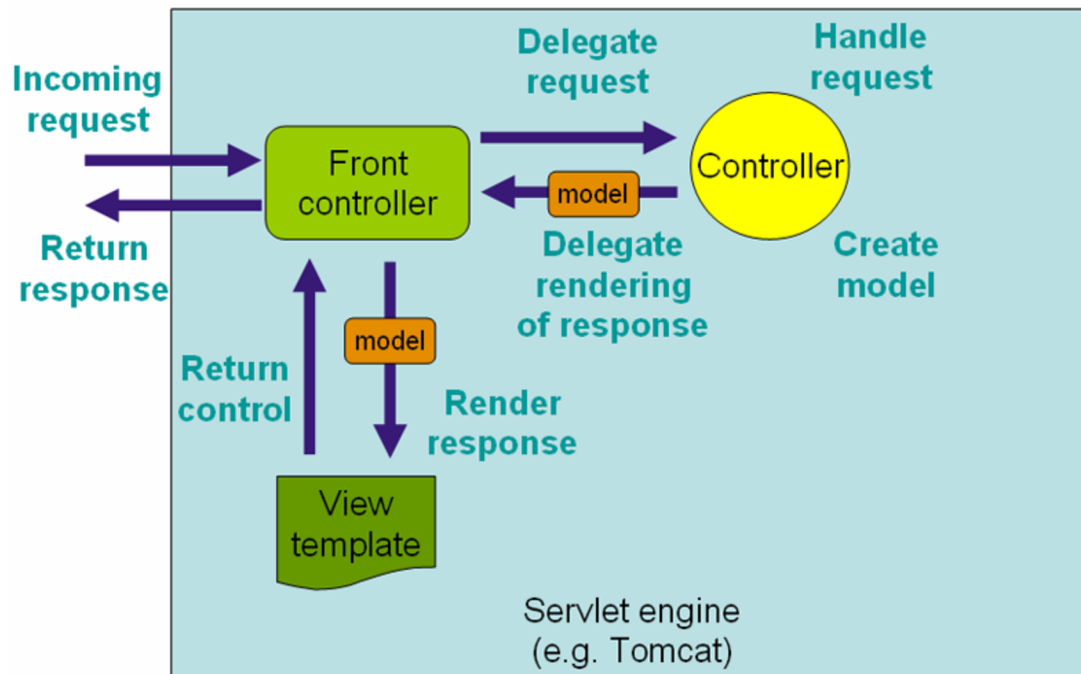 Incoming
request
Return
response
Front
controller
Delegate
request
Handle
request
Controller
model
Delegate
rendering
of response
Create
model
model
Return
control
Render
response
View
template
Servlet engine
(e.g. Tomcat)